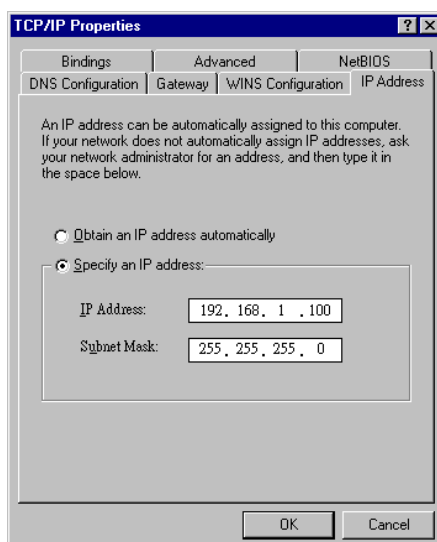 TCP/IP Properties
? ×
Bindings Advanced NetBIOS
DNS Configuration Gateway WINS Configuration IP Address
An IP address can be automatically assigned to this computer.
If your network does not automatically assign IP addresses, ask
your network administrator for an address, and then type it in
the space below.
Obtain an IP address automatically
Specify an IP address:
IP Address: 192. 168. 1 .100
Subnet Mask: 255. 255. 255. 0
OK Cancel